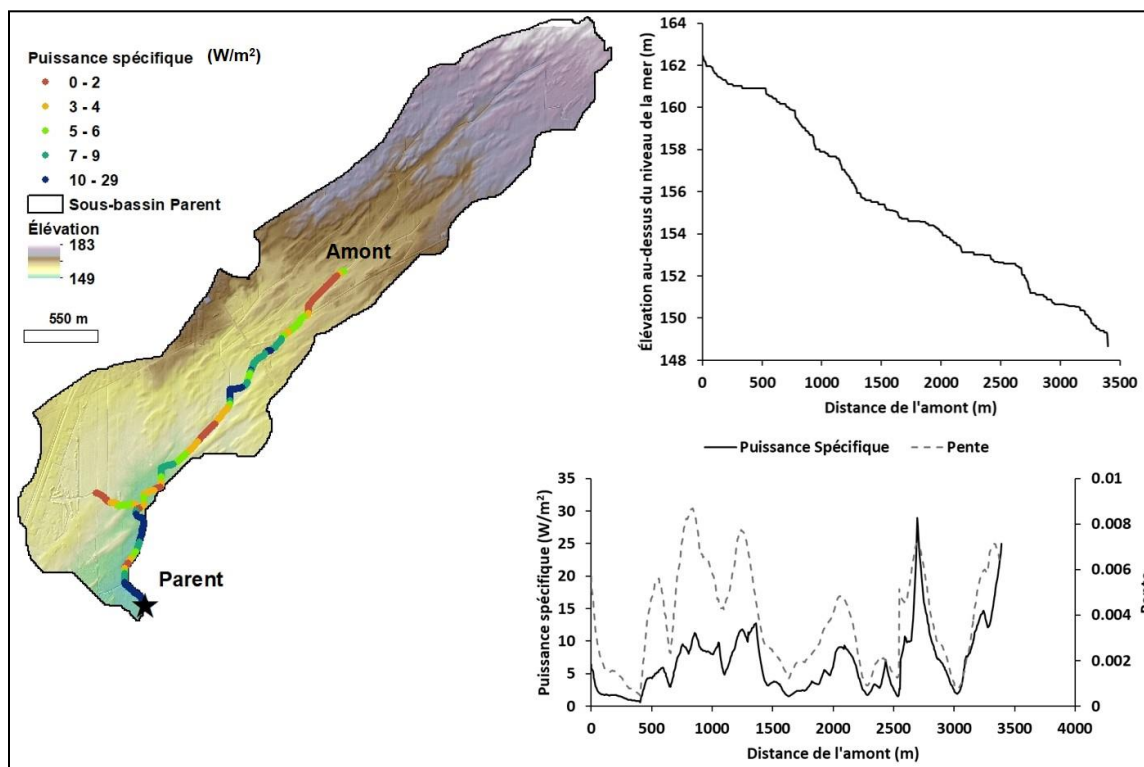 Puissance spécifique (W/m²)
0 - 2
3 - 4
5 - 6
7 - 9
10 - 29
Sous-bassin Parent
Élévation
183
149
550 m
Amont
Parent
Élévation au-dessus du niveau de la mer (m)
164
162
160
158
156
154
152
150
148
0 500 1000 1500 2000 2500 3000 3500
Distance de l'amont (m)
Puissance Spécifique Pente
Puissance spécifique (W/m²)
35
30
25
20
15
10
5
0
0.01
0.008
0.006
0.004
0.002
0
Pente
0 500 1000 1500 2000 2500 3000 3500 4000
Distance de l'amont (m)